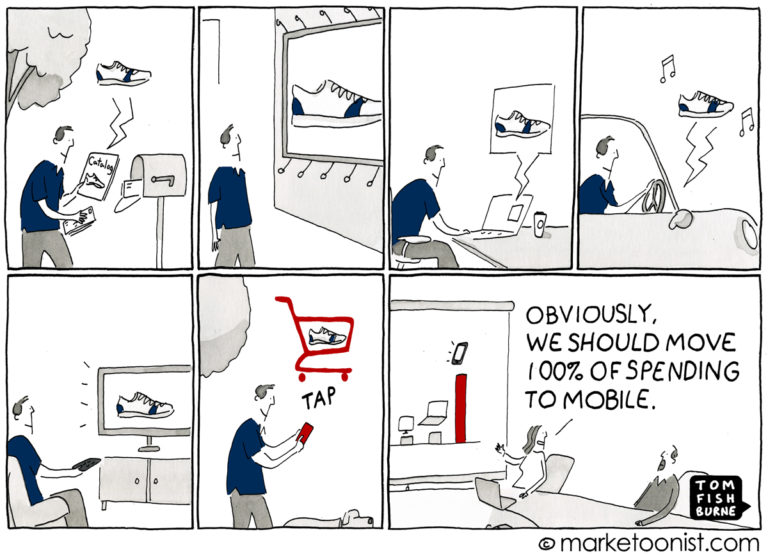 Catalog
TAP
OBVIOUSLY,
WE SHOULD MOVE
100% OF SPENDING
TO MOBILE.
TOM
FISH
BURNE
© marketoonist.com